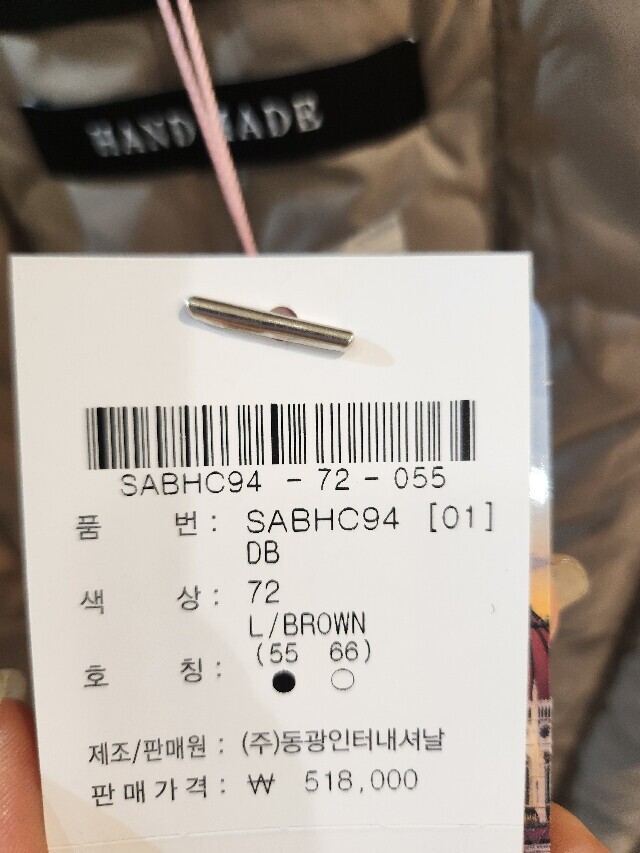 HANDMADE
SABHC94 - 72 - 055
품 번 : SABHC94 [01]
DB
색 상 : 72
L/BROWN
호 칭 : (55 66)
제조/판매원 : (주)동광인터내셔날
판매가격 : ₩ 518,000